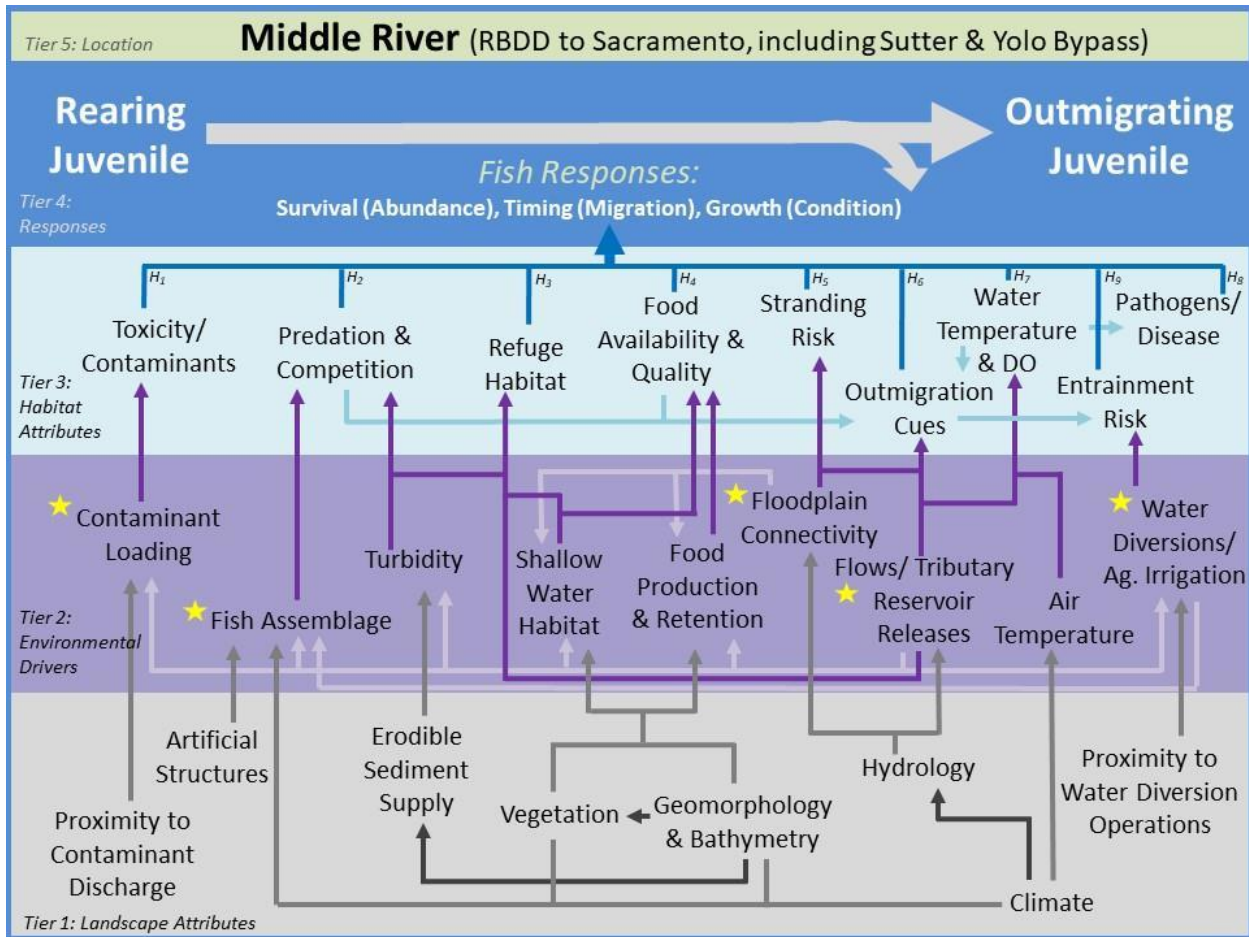 Tier 5: Location
Middle River (RBDD to Sacramento, including Sutter & Yolo Bypass)
Rearing
Juvenile
Outmigrating
Juvenile
Fish Responses:
Survival (Abundance), Timing (Migration), Growth (Condition)
Tier 4:
Responses
H1
H2
H3
H4
H5
H6
H7
H9
H8
Toxicity/
Contaminants
Predation &
Competition
Refuge
Habitat
Food
Availability &
Quality
Stranding
Risk
Outmigration
Cues
Water
Temperature
& DO
Entrainment
Risk
Pathogens/
Disease
Tier 3:
Habitat
Attributes
Contaminant
Loading
Fish Assemblage
Turbidity
Shallow
Water
Habitat
Food
Production
& Retention
Floodplain
Connectivity
Flows/ Tributary
Reservoir
Releases
Air
Temperature
Water
Diversions/
Ag. Irrigation
Tier 2:
Environmental
Drivers
Proximity to
Contaminant
Discharge
Artificial
Structures
Erodible
Sediment
Supply
Vegetation
Geomorphology
& Bathymetry
Hydrology
Climate
Proximity to
Water Diversion
Operations
Tier 1: Landscape Attributes